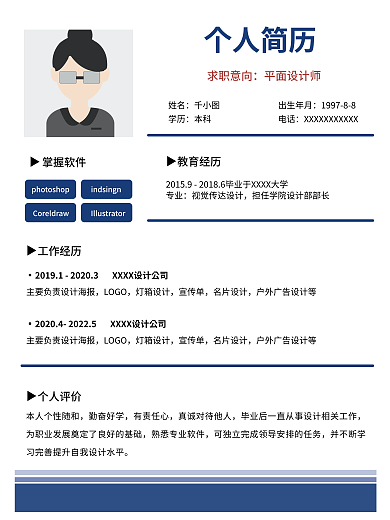 个人简历
求职意向：平面设计师
姓名：千小图 出生年月：1997-8-8
学历：本科 电话：XXXXXXXXXXX
▶掌握软件
photoshop indsingn
Coreldraw Illustrator
▶教育经历
2015.9 - 2018.6毕业于XXXX大学
专业：视觉传达设计，担任学院设计部部长
▶工作经历
·2019.1 - 2020.3 XXXX设计公司
主要负责设计海报，LOGO，灯箱设计，宣传单，名片设计，户外广告设计等
·2020.4- 2022.5 XXXX设计公司
主要负责设计海报，LOGO，灯箱设计，宣传单，名片设计，户外广告设计等
▶个人评价
本人个性随和，勤奋好学，有责任心，真诚对待他人，毕业后一直从事设计相关工作，
为职业发展奠定了良好的基础，熟悉专业软件，可独立完成领导安排的任务，并不断学
习完善提升自我设计水平。